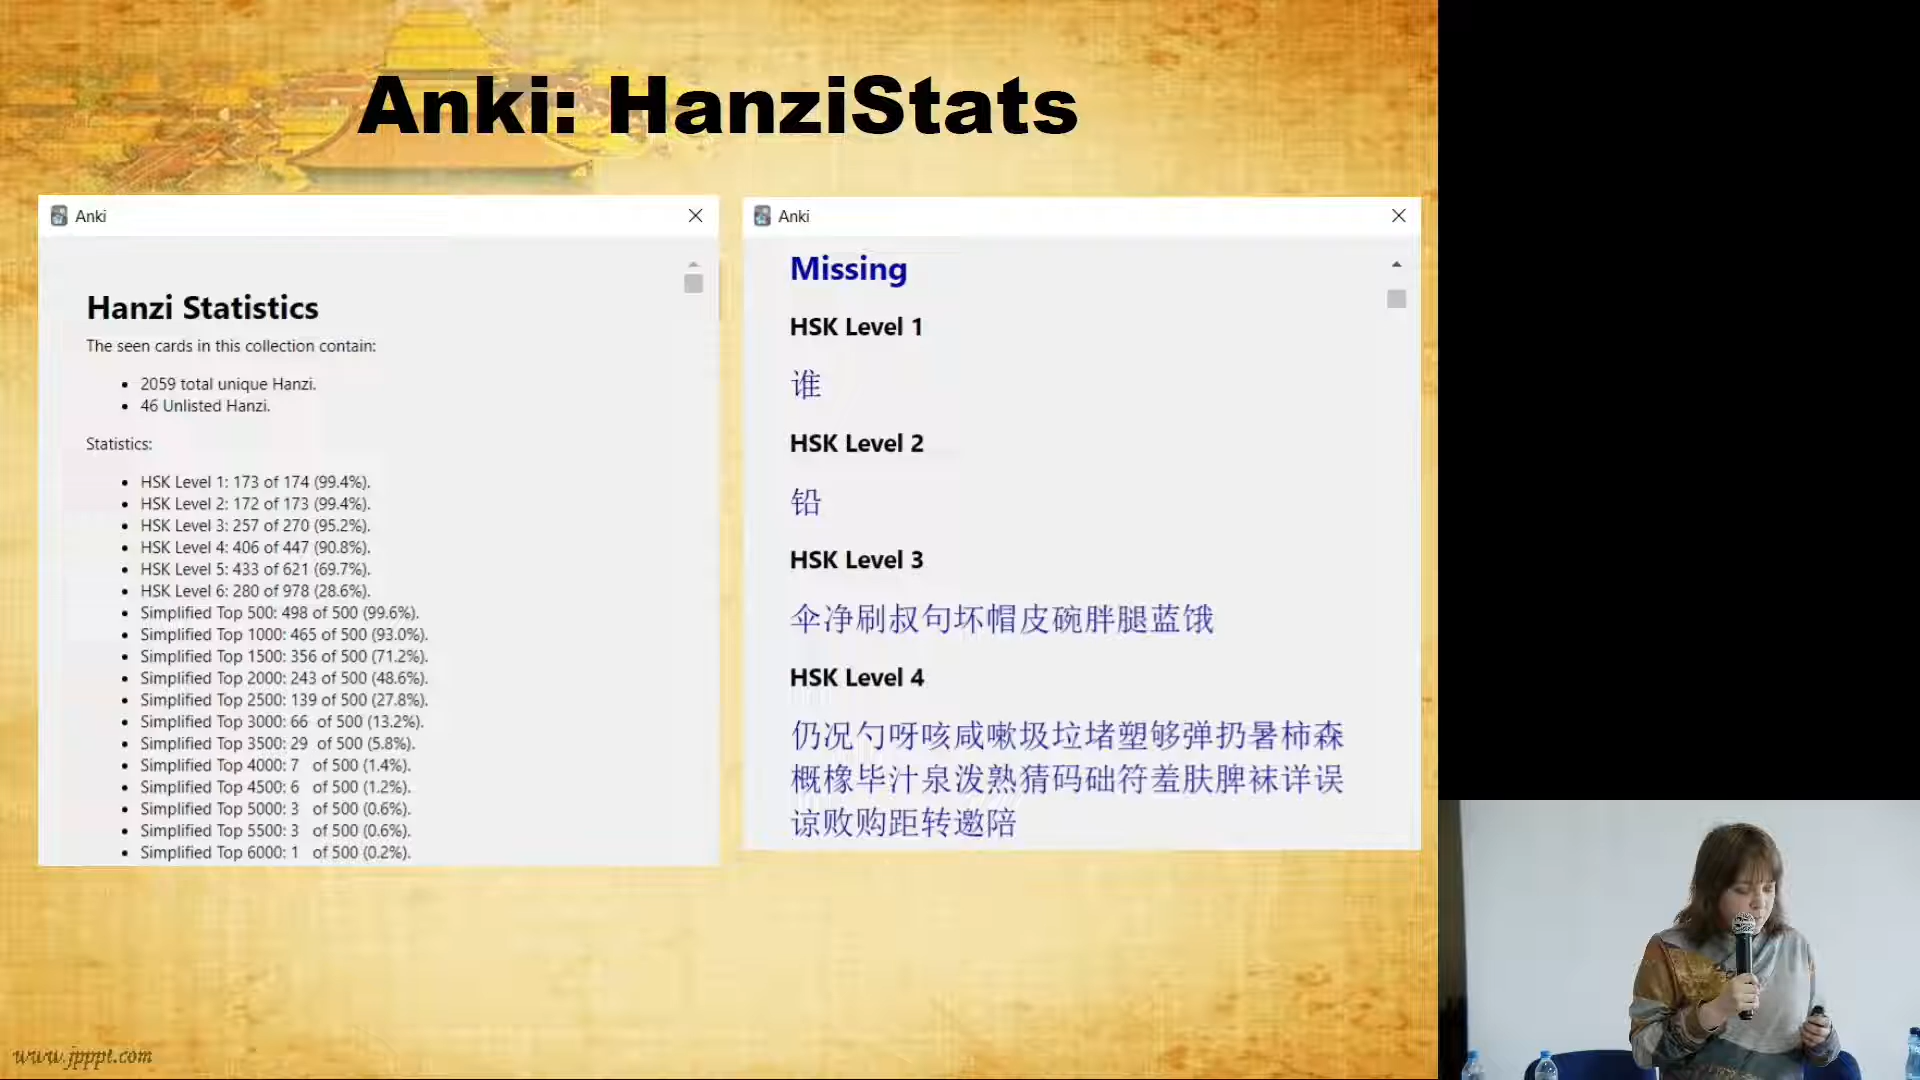 Anki: HanziStats
Anki
Hanzi Statistics
The seen cards in this collection contain:
• 2059 total unique Hanzi.
• 46 Unlisted Hanzi.
Statistics:
• HSK Level 1: 173 of 174 (99.4%).
• HSK Level 2: 172 of 173 (99.4%).
• HSK Level 3: 257 of 270 (95.2%).
• HSK Level 4: 406 of 447 (90.8%).
• HSK Level 5: 433 of 621 (69.7%).
• HSK Level 6: 280 of 978 (28.6%).
• Simplified Top 500: 498 of 500 (99.6%).
• Simplified Top 1000: 465 of 500 (93.0%).
• Simplified Top 1500: 356 of 500 (71.2%).
• Simplified Top 2000: 243 of 500 (48.6%).
• Simplified Top 2500: 139 of 500 (27.8%).
• Simplified Top 3000: 66 of 500 (13.2%).
• Simplified Top 3500: 29 of 500 (5.8%).
• Simplified Top 4000: 7 of 500 (1.4%).
• Simplified Top 4500: 6 of 500 (1.2%).
• Simplified Top 5000: 3 of 500 (0.6%).
• Simplified Top 5500: 3 of 500 (0.6%).
• Simplified Top 6000: 1 of 500 (0.2%).
Anki
Missing
HSK Level 1
谁
HSK Level 2
铅
HSK Level 3
伞净刷叔句坏帽皮碗胖腿蓝饿
HSK Level 4
仍况勺呀咳咸嗽圾垃堵塑够弹扔暑柿森
概橡毕汁泉泼熟猜码础符羞肤脾袜详误
谅败购距转邀陪
www.jpppt.com